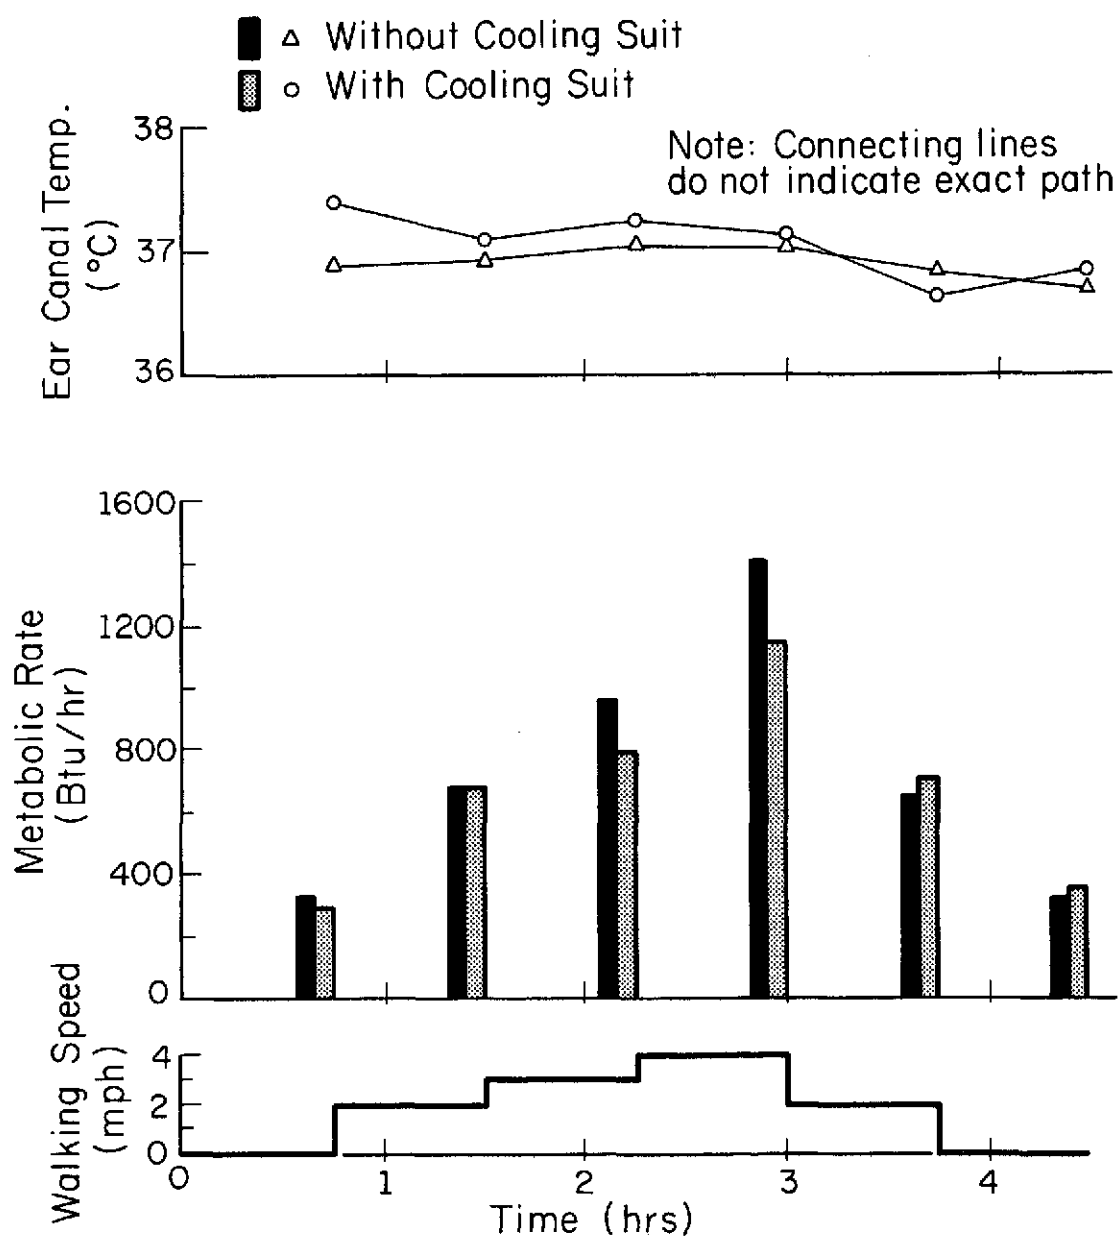 Without Cooling Suit
With Cooling Suit
Note: Connecting lines
do not indicate exact path
Ear Canal Temp.
(°C)
38
37
36
Metabolic Rate
(Btu/hr)
1600
1200
800
400
0
Walking Speed
(mph)
4
2
0
0 1 2 3 4
Time (hrs)